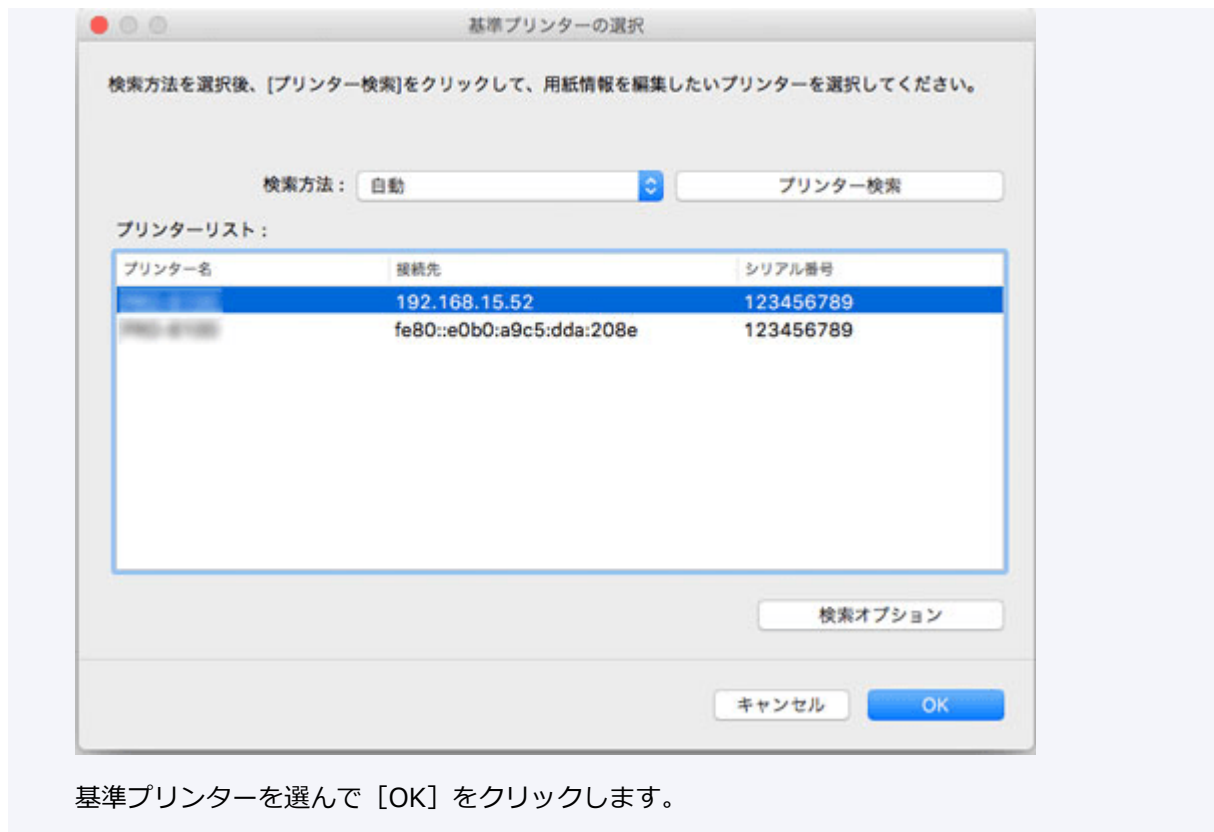 基準プリンターの選択
検索方法を選択後、[プリンター検索]をクリックして、用紙情報を編集したいプリンターを選択してください。
検索方法： 自動 プリンター検索
プリンターリスト：
プリンター名 接続先 シリアル番号
192.168.15.52 123456789
fe80::e0b0:a9c5:dda:208e 123456789
検索オプション
キャンセル OK
基準プリンターを選んで［OK］をクリックします。